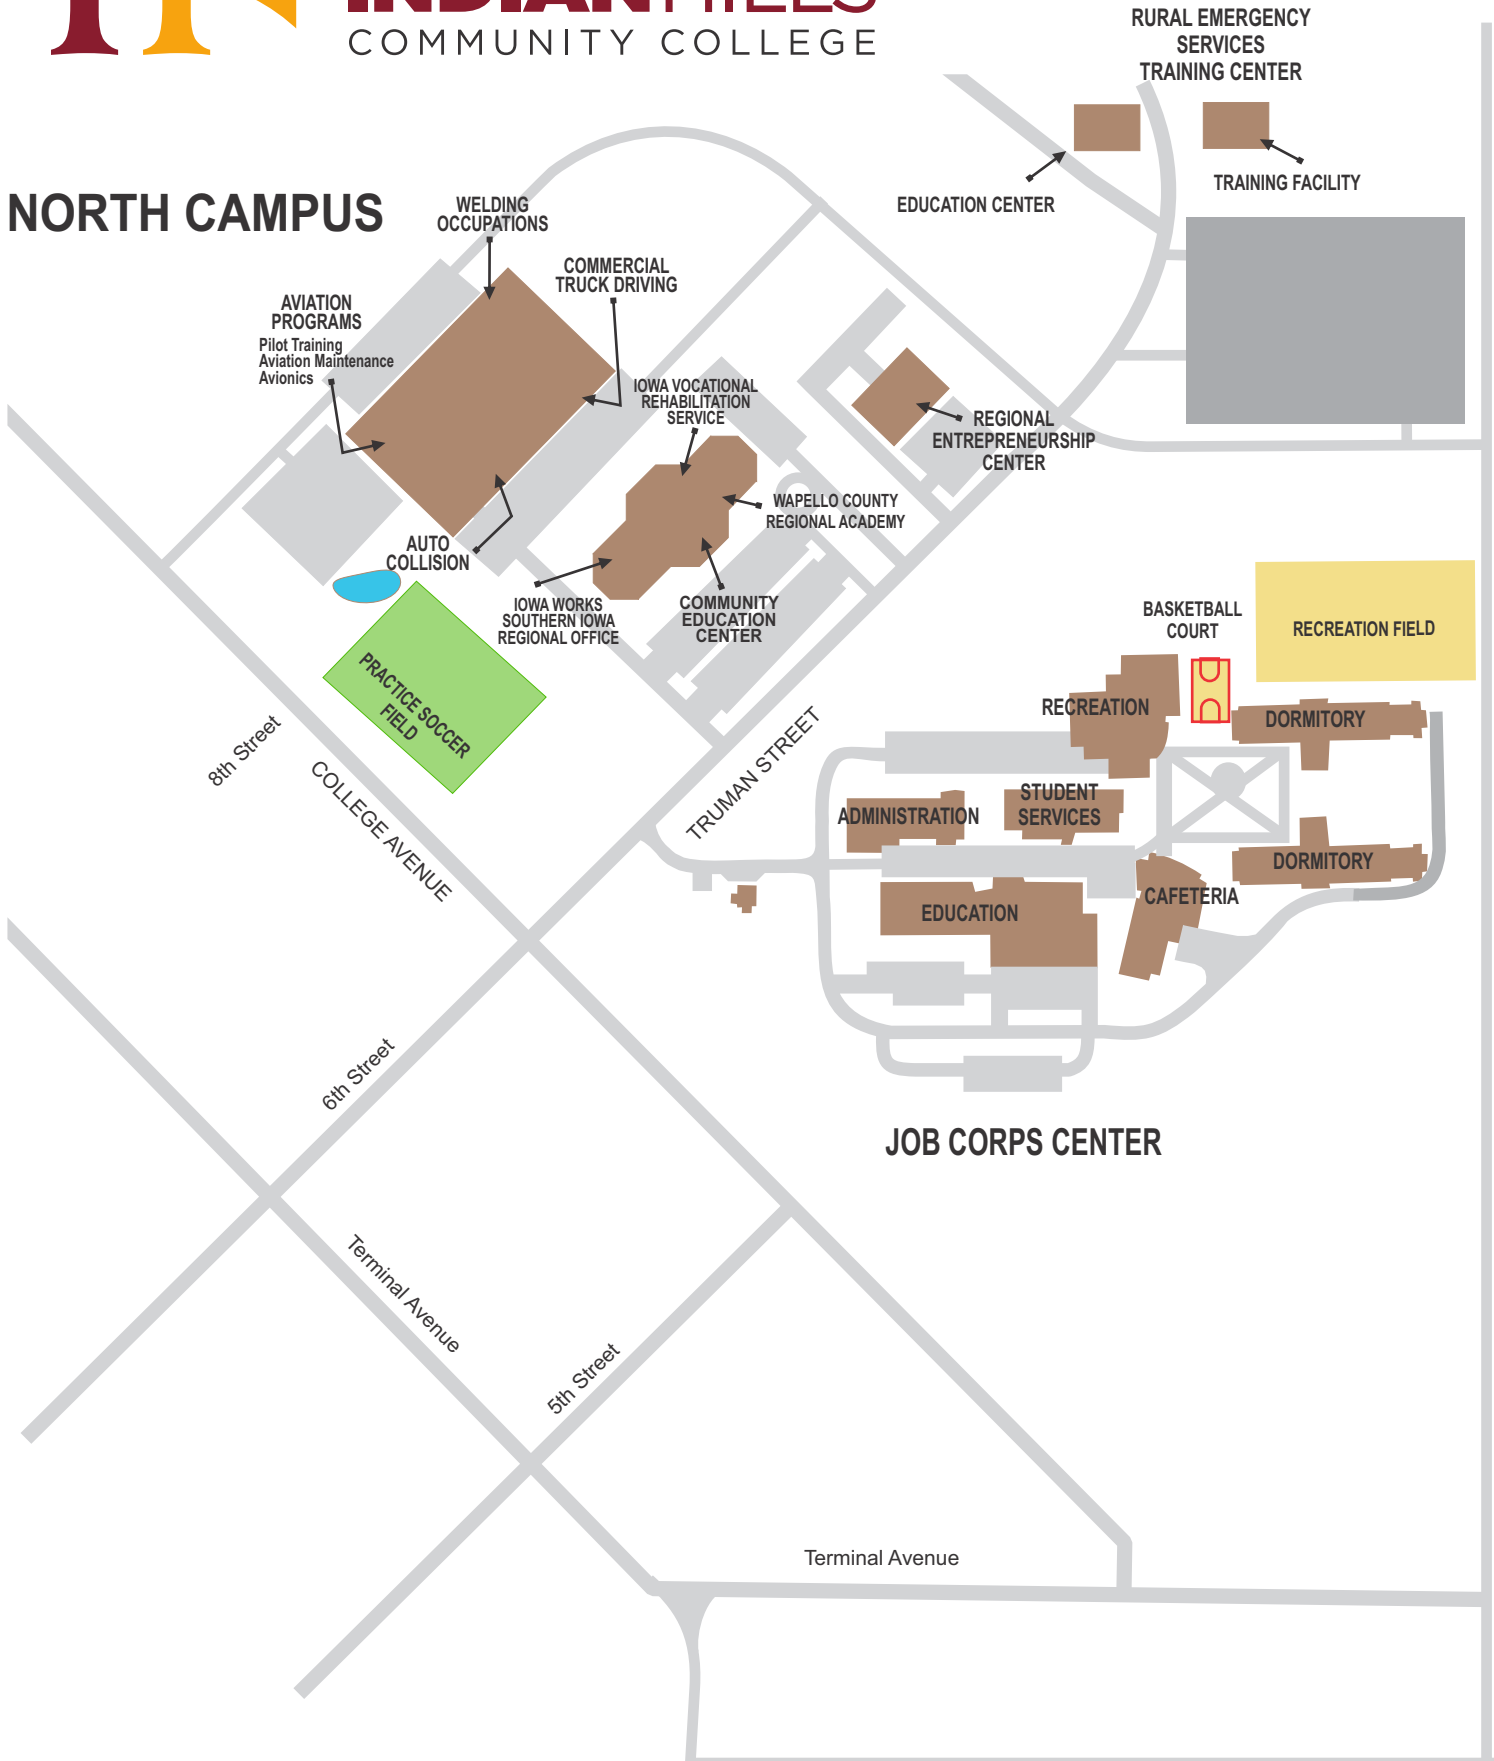 INDIAN HILLS
COMMUNITY COLLEGE
RURAL EMERGENCY
SERVICES
TRAINING CENTER
EDUCATION CENTER
TRAINING FACILITY
NORTH CAMPUS
WELDING
OCCUPATIONS
COMMERCIAL
TRUCK DRIVING
AVIATION
PROGRAMS
Pilot Training
Aviation Maintenance
Avionics
IOWA VOCATIONAL
REHABILITATION
SERVICE
REGIONAL
ENTREPRENEURSHIP
CENTER
WAPELLO COUNTY
REGIONAL ACADEMY
AUTO
COLLISION
IOWA WORKS
SOUTHERN IOWA
REGIONAL OFFICE
COMMUNITY
EDUCATION
CENTER
BASKETBALL
COURT
RECREATION FIELD
PRACTICE SOCCER
FIELD
RECREATION
DORMITORY
8th Street
COLLEGE AVENUE
TRUMAN STREET
ADMINISTRATION
STUDENT
SERVICES
DORMITORY
CAFETERIA
EDUCATION
6th Street
JOB CORPS CENTER
Terminal Avenue
5th Street
Terminal Avenue